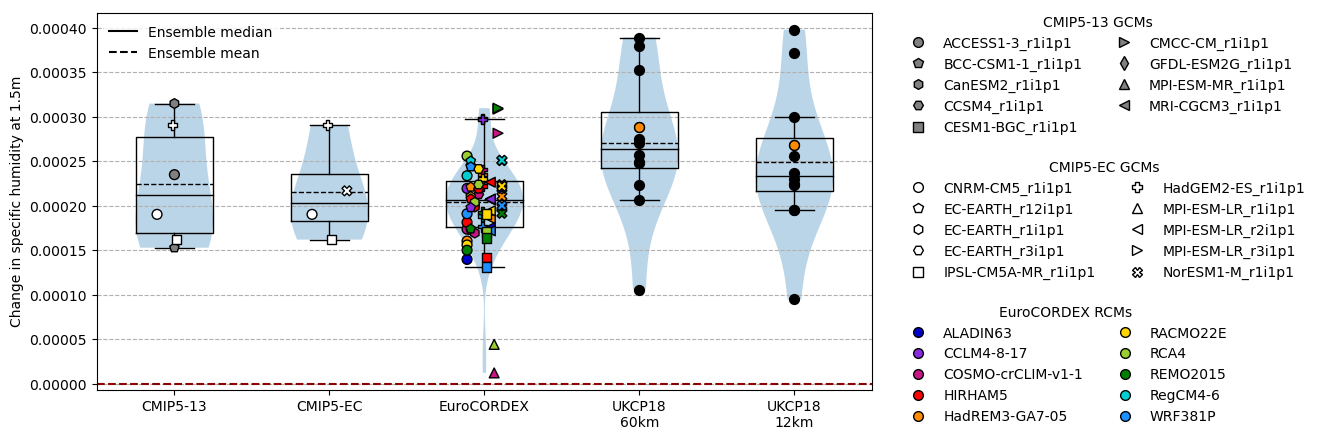 Change in specific humidity at 1.5m
0.00040
0.00035
0.00030
0.00025
0.00020
0.00015
0.00010
0.00005
0.00000
Ensemble median
Ensemble mean
CMIP5-13
CMIP5-EC
EuroCORDEX
UKCP18
60km
UKCP18
12km
CMIP5-13 GCMs
ACCESS1-3_r1i1p1
BCC-CSM1-1_r1i1p1
CanESM2_r1i1p1
CCSM4_r1i1p1
CESM1-BGC_r1i1p1
CMCC-CM_r1i1p1
GFDL-ESM2G_r1i1p1
MPI-ESM-MR_r1i1p1
MRI-CGCM3_r1i1p1
CMIP5-EC GCMs
CNRM-CM5_r1i1p1
EC-EARTH_r12i1p1
EC-EARTH_r1i1p1
EC-EARTH_r3i1p1
IPSL-CM5A-MR_r1i1p1
HadGEM2-ES_r1i1p1
MPI-ESM-LR_r1i1p1
MPI-ESM-LR_r2i1p1
MPI-ESM-LR_r3i1p1
NorESM1-M_r1i1p1
EuroCORDEX RCMs
ALADIN63
CCLM4-8-17
COSMO-crCLIM-v1-1
HIRHAM5
HadREM3-GA7-05
RACMO22E
RCA4
REMO2015
RegCM4-6
WRF381P